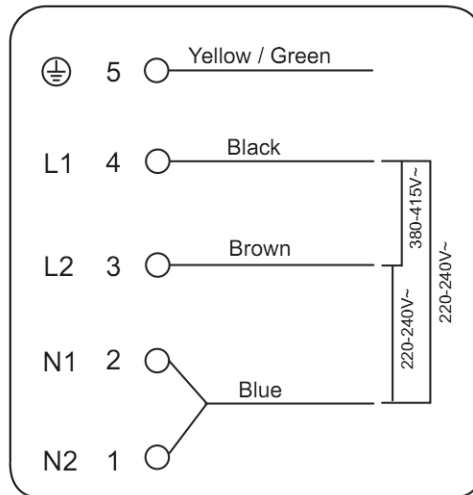 5 Yellow / Green
L1 4 Black
L2 3 Brown
N1 2
Blue
N2 1
380-415V~
220-240V~
220-240V~